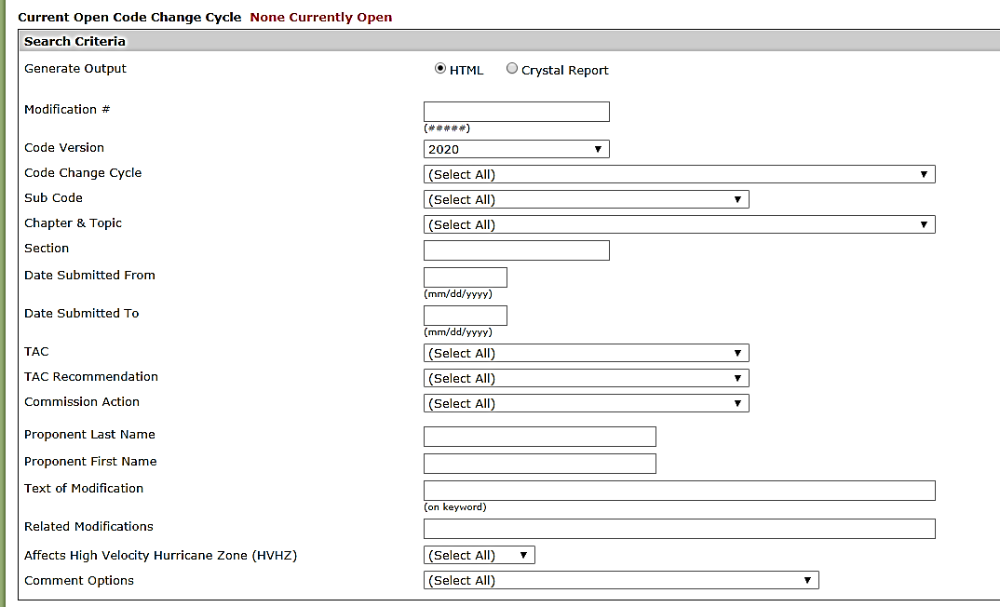 Current Open Code Change Cycle None Currently Open
Search Criteria
Generate Output HTML Crystal Report
Modification #
(#####)
Code Version 2020
Code Change Cycle (Select All)
Sub Code (Select All)
Chapter & Topic (Select All)
Section
Date Submitted From
(mm/dd/yyyy)
Date Submitted To
(mm/dd/yyyy)
TAC (Select All)
TAC Recommendation (Select All)
Commission Action (Select All)
Proponent Last Name
Proponent First Name
Text of Modification
(on keyword)
Related Modifications
Affects High Velocity Hurricane Zone (HVHZ) (Select All)
Comment Options (Select All)